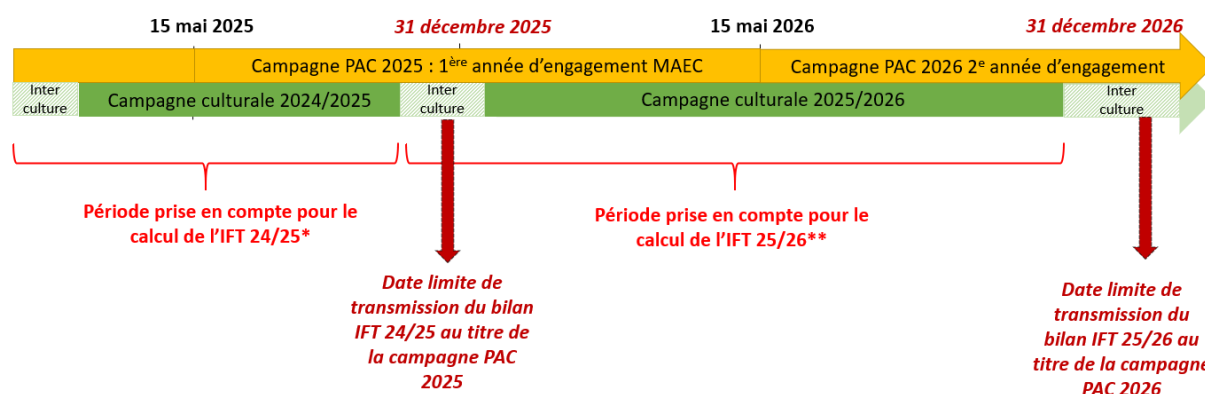 15 mai 2025
31 décembre 2025
15 mai 2026
31 décembre 2026
Campagne PAC 2025 : 1ère année d’engagement MAEC
Campagne PAC 2026 2e année d’engagement
Inter
culture
Campagne culturale 2024/2025
Inter
culture
Campagne culturale 2025/2026
Inter
culture
Période prise en compte pour le
calcul de l’IFT 24/25*
Période prise en compte pour le
calcul de l’IFT 25/26**
Date limite de
transmission du bilan
IFT 24/25 au titre de
la campagne PAC
2025
Date limite de
transmission du
bilan IFT 25/26 au
titre de la campagne
PAC 2026